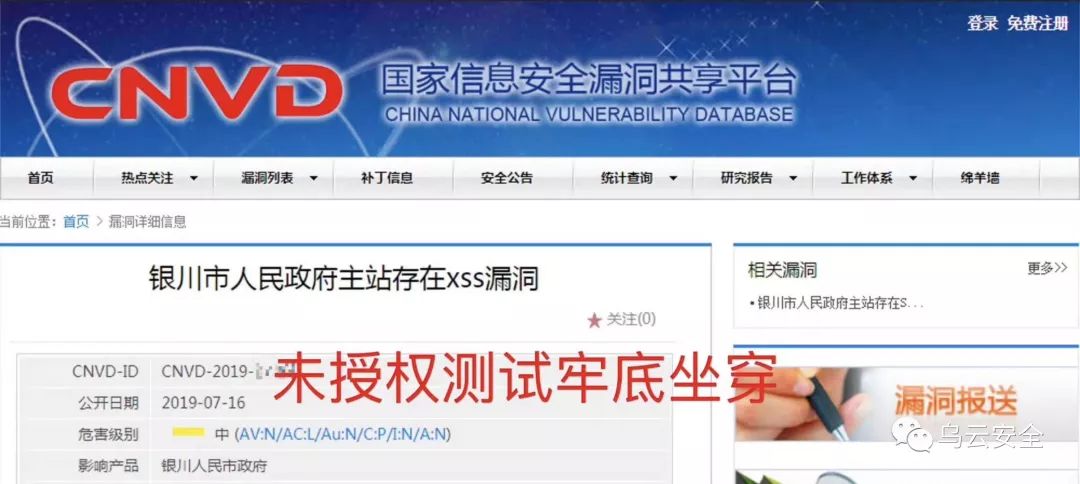 登录 免费注册
CNVD
国家信息安全漏洞共享平台
CHINA NATIONAL VULNERABILITY DATABASE
首页 热点关注 漏洞列表 补丁信息 安全公告 统计查询 研究报告 工作体系 绵羊墙
当前位置：首页 > 漏洞详细信息
银川市人民政府主站存在xss漏洞
关注(0)
CNVD-ID CNVD-2019-
未授权测试牢底坐穿
公开日期 2019-07-16
危害级别 中 (AV:N/AC:L/Au:N/C:P/I:N/A:N)
影响产品 银川人民市政府
相关漏洞 更多>>
• 银川市人民政府主站存在s...
漏洞报送
乌云安全